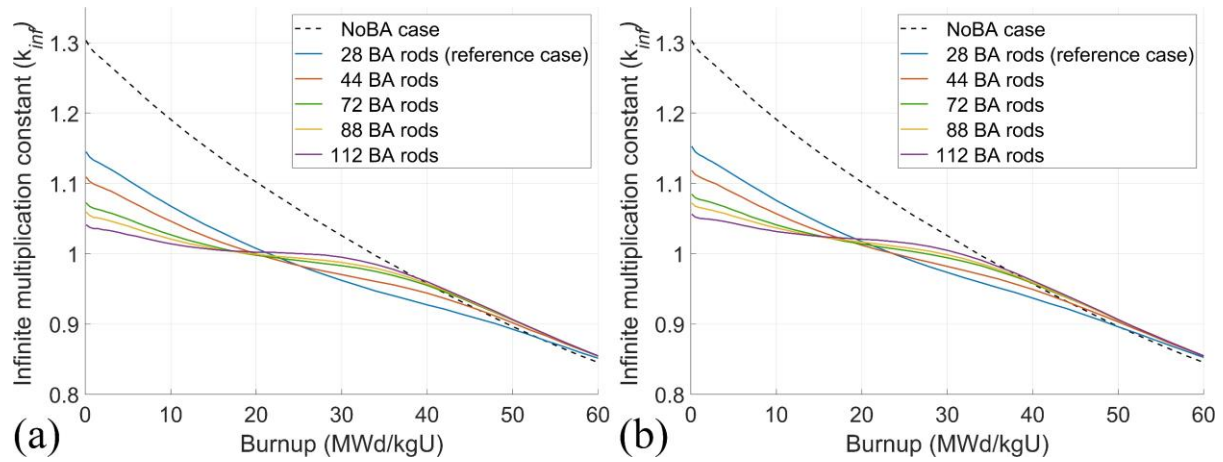 NoBA case
28 BA rods (reference case)
44 BA rods
72 BA rods
88 BA rods
112 BA rods
Infinite multiplication constant (k_inf)
1.3
1.2
1.1
1
0.9
0.8
0 10 20 30 40 50 60
Burnup (MWd/kgU)
(a)
NoBA case
28 BA rods (reference case)
44 BA rods
72 BA rods
88 BA rods
112 BA rods
Infinite multiplication constant (k_inf)
1.3
1.2
1.1
1
0.9
0.8
0 10 20 30 40 50 60
Burnup (MWd/kgU)
(b)